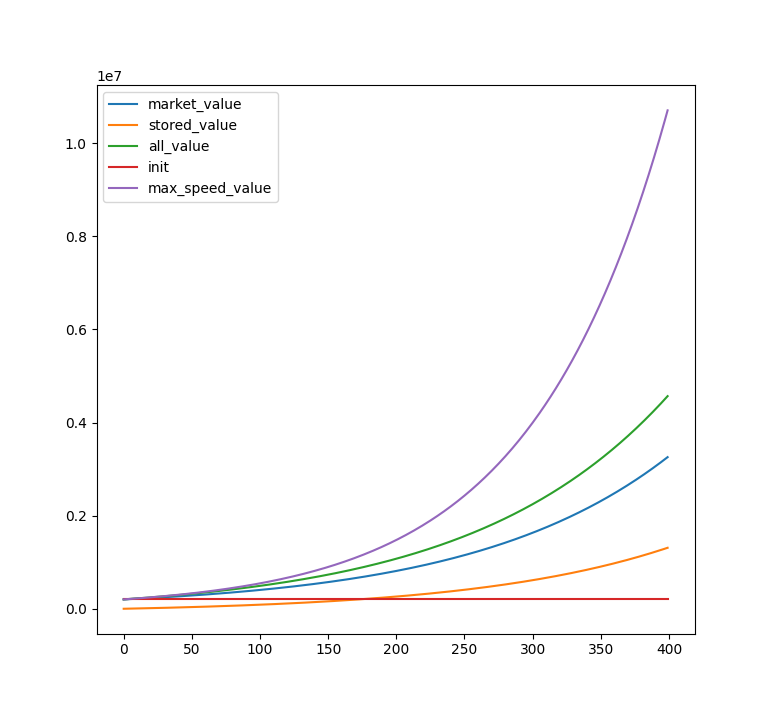 1e7
market_value
stored_value
all_value
init
max_speed_value
1.0
0.8
0.6
0.4
0.2
0.0
0 50 100 150 200 250 300 350 400